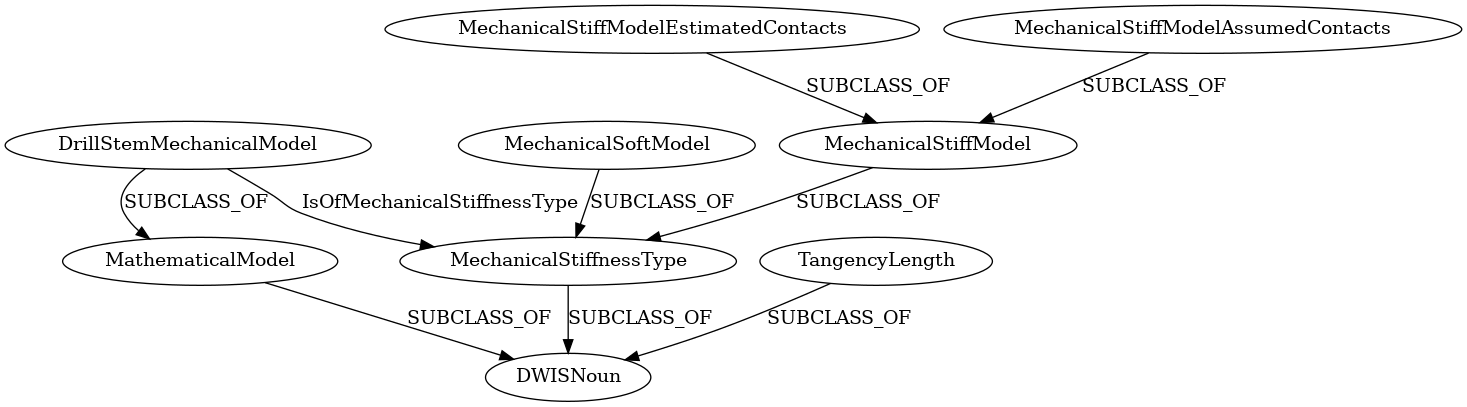 MechanicalStiffModelEstimatedContacts
MechanicalStiffModelAssumedContacts
SUBCLASS_OF
SUBCLASS_OF
DrillStemMechanicalModel
MechanicalSoftModel
MechanicalStiffModel
SUBCLASS_OF
IsOfMechanicalStiffnessType
SUBCLASS_OF
SUBCLASS_OF
MathematicalModel
MechanicalStiffnessType
TangencyLength
SUBCLASS_OF
SUBCLASS_OF
SUBCLASS_OF
DWISNoun